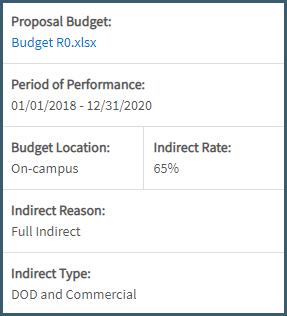 Proposal Budget:
Budget R0.xlsx
Period of Performance:
01/01/2018 - 12/31/2020
Budget Location:
On-campus
Indirect Rate:
65%
Indirect Reason:
Full Indirect
Indirect Type:
DOD and Commercial